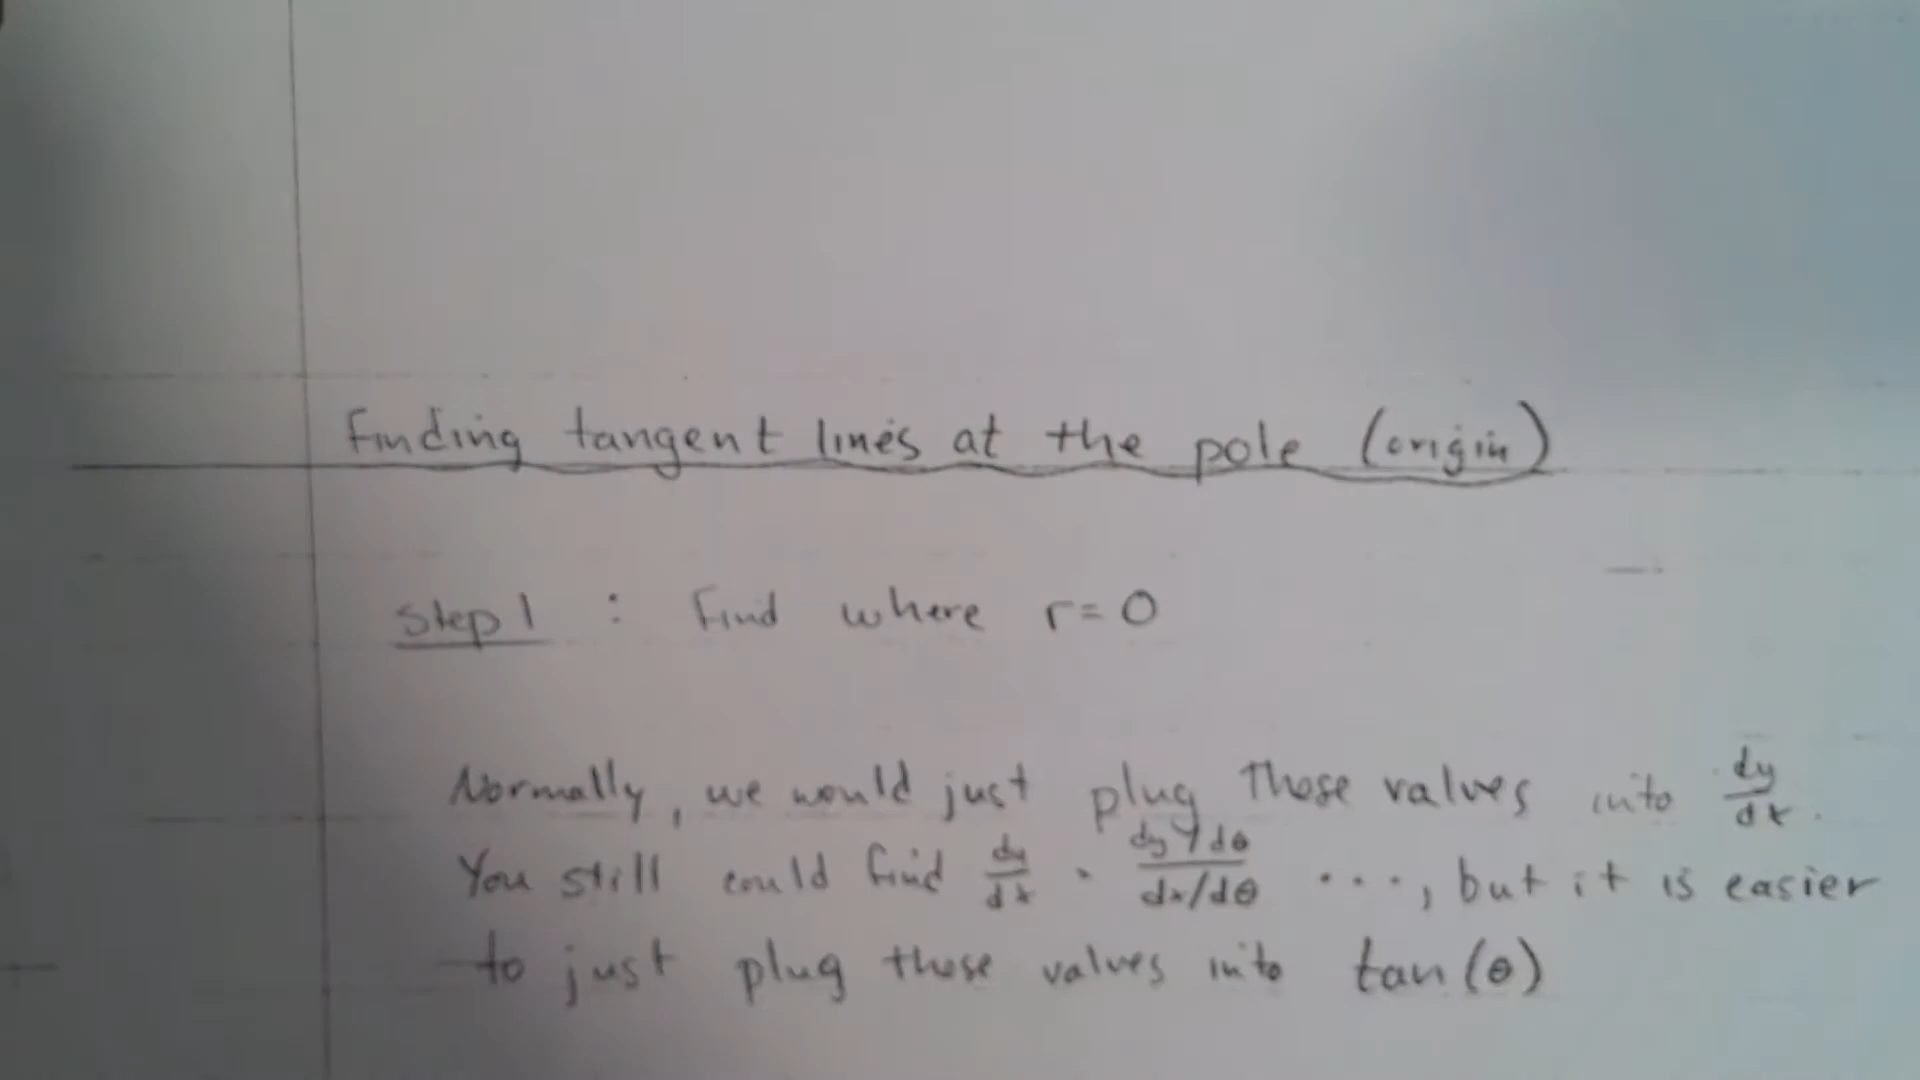 Finding tangent lines at the pole (origin)
Step 1 : Find where r=0
Normally, we would just plug those values into dy/dx.
You still could find dy/dx = (dy/dθ)/(dx/dθ) ..., but it is easier
to just plug those values into tan(θ)